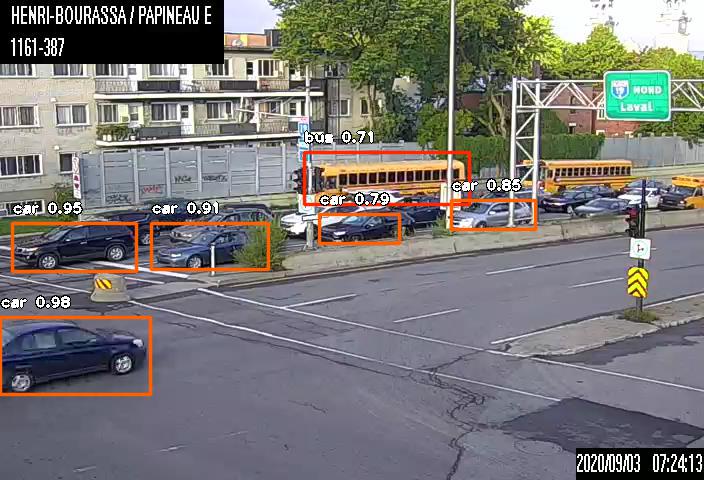 HENRI-BOURASSA / PAPINEAU E
1161-387
NORD
Laval
bus 0.71
car 0.85
car 0.79
car 0.95
car 0.91
car 0.98
2020/09/03 07:24:13